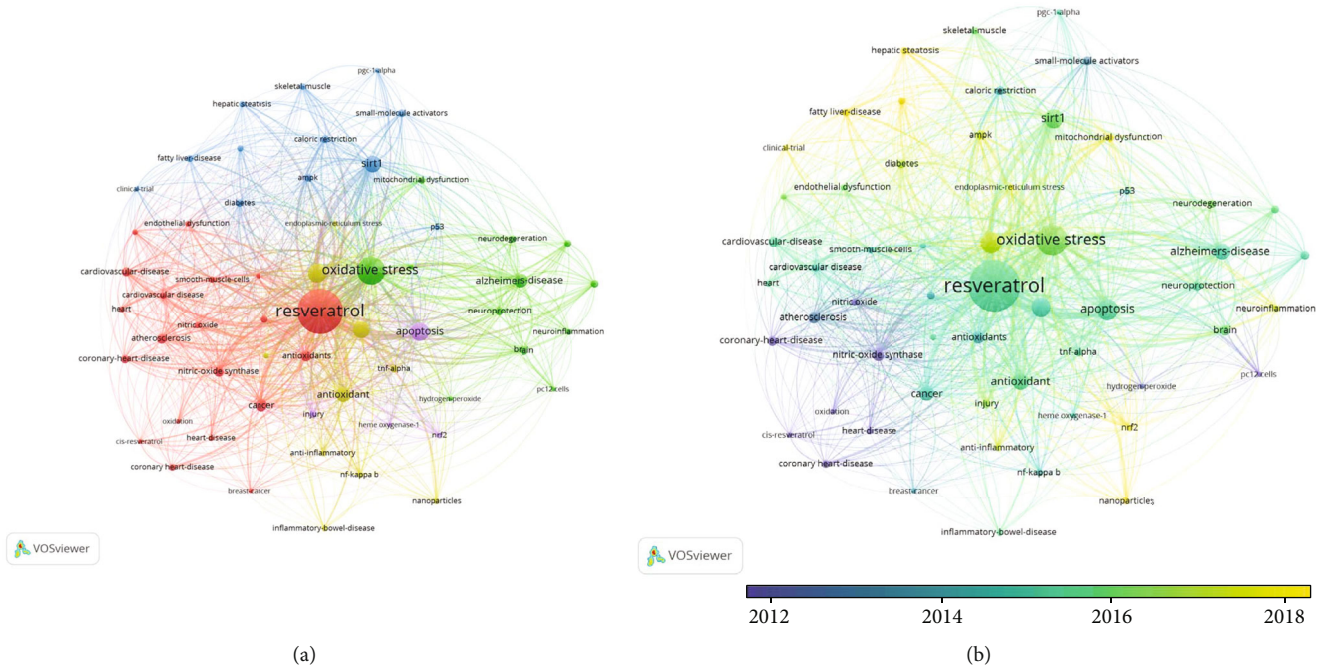 pgc-1-alpha
skeletal-muscle
hepatic steatisis
small-molecule activators
caloric restriction
fatty liver-disease
sirt1
ampk
mitochondrial dysfunction
clinical-trial
diabetes
endothelial dysfunction
endoplasmic-reticulum stress
p53
neurodegeneration
cardiovascular-disease
smooth-muscle-cells
oxidative stress
alzheimers-disease
cardiovascular disease
heart
resveratrol
neuroprotection
nitric oxide
apoptosis
neuroinflammation
atherosclerosis
coronary-heart-disease
antioxidants
brain
nitric-oxide synthase
tnf-alpha
pc12 cells
antioxidant
hydrogen-peroxide
cancer
injury
oxidation
heme oxygenase-1
nrf2
cis-resveratrol
heart-disease
anti-inflammatory
coronary heart-disease
nf-kappa b
breast-cancer
nanoparticles
inflammatory-bowel-disease
VOSviewer
(a)
pgc-1-alpha
skeletal-muscle
hepatic steatosis
small-molecule activators
caloric restriction
fatty liver-disease
sirt1
ampk
mitochondrial dysfunction
clinical-trial
diabetes
endothelial dysfunction
endoplasmic-reticulum stress
p53
neurodegeneration
cardiovascular-disease
smooth-muscle-cells
oxidative stress
alzheimers-disease
cardiovascular disease
heart
resveratrol
neuroprotection
nitric oxide
atherosclerosis
apoptosis
neuroinflammation
coronary-heart-disease
antioxidants
brain
nitric-oxide synthase
tnf-alpha
pc12 cells
antioxidant
hydrogen-peroxide
cancer
injury
oxidation
heme oxygenase-1
nrf2
cis-resveratrol
heart-disease
anti-inflammatory
coronary heart-disease
nf-kappa b
breast-cancer
nanoparticles
inflammatory-bowel-disease
VOSviewer
2012
2014
2016
2018
(b)